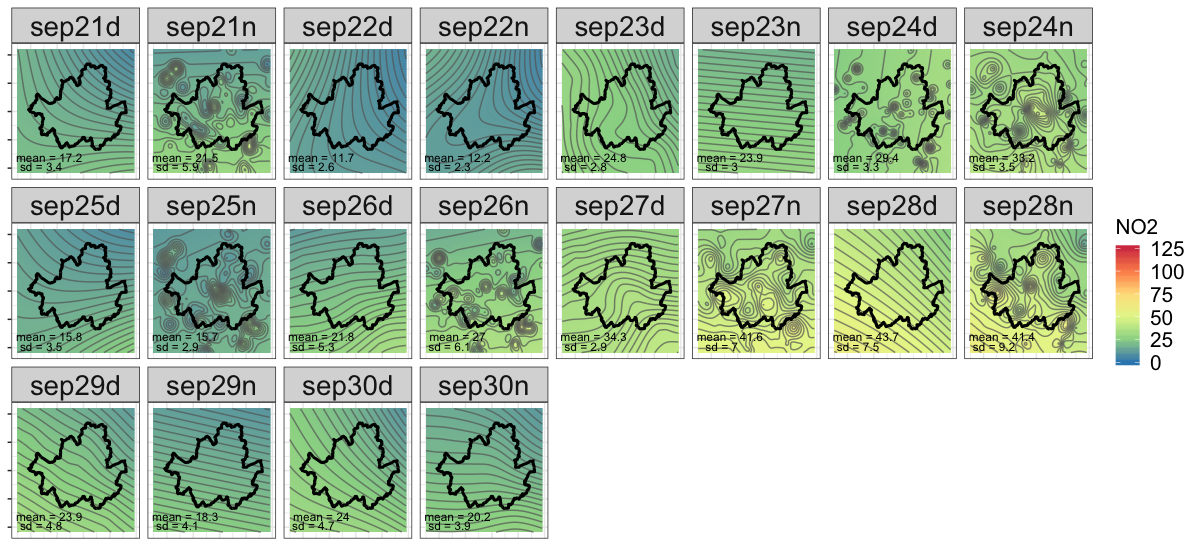 sep21d sep21n sep22d sep22n sep23d sep23n sep24d sep24n
mean = 17.2 mean = 21.5 mean = 11.7 mean = 12.2 mean = 24.8 mean = 23.9 mean = 29.4 mean = 33.2
sd = 3.4 sd = 5.9 sd = 2.6 sd = 2.3 sd = 2.8 sd = 3 sd = 3.3 sd = 3.5
sep25d sep25n sep26d sep26n sep27d sep27n sep28d sep28n
mean = 15.8 mean = 15.7 mean = 21.8 mean = 27 mean = 34.3 mean = 41.6 mean = 43.7 mean = 41.4
sd = 3.5 sd = 2.9 sd = 5.3 sd = 6.1 sd = 2.9 sd = 7 sd = 7.5 sd = 9.2
sep29d sep29n sep30d sep30n
mean = 23.9 mean = 18.3 mean = 24 mean = 20.2
sd = 4.8 sd = 4.1 sd = 4.7 sd = 3.9
NO2
125
100
75
50
25
0